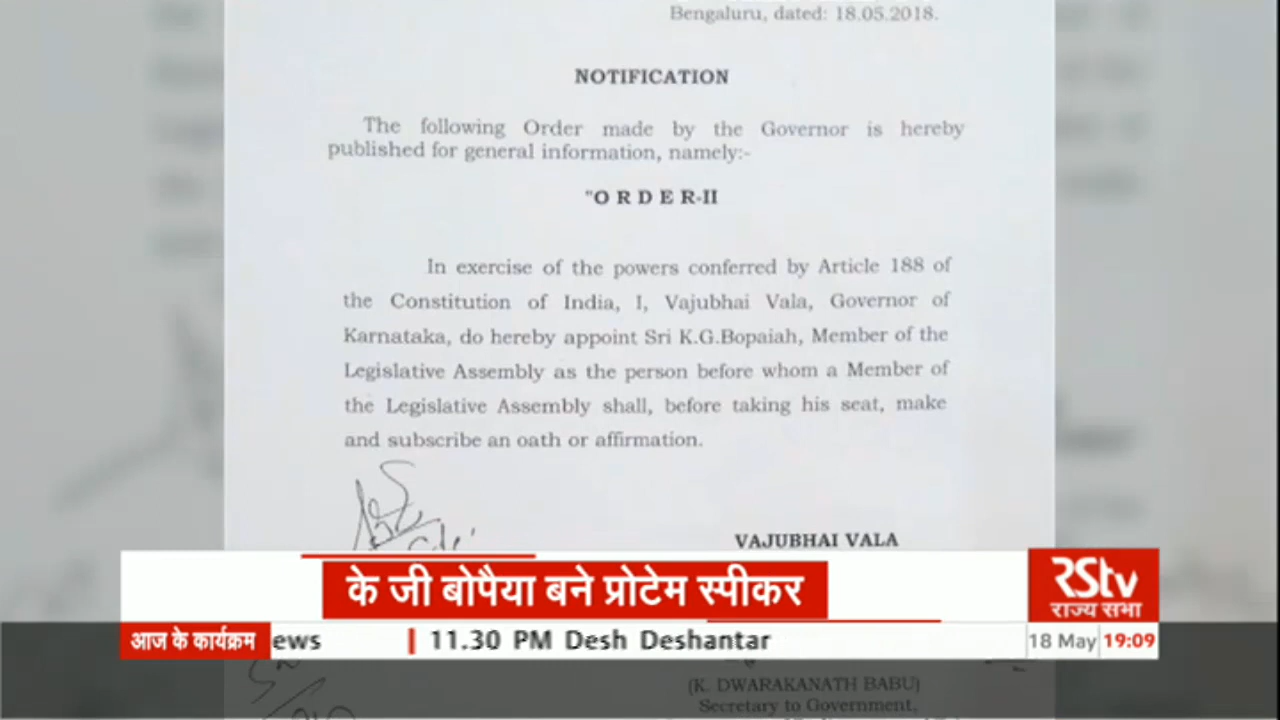 Bengaluru, dated: 18.05.2018.
NOTIFICATION
The following Order made by the Governor is hereby
published for general information, namely:-
"O R D E R-II
In exercise of the powers conferred by Article 188 of
the Constitution of India, I, Vajubhai Vala, Governor of
Karnataka, do hereby appoint Sri K.G.Bopaiah, Member of the
Legislative Assembly as the person before whom a Member of
the Legislative Assembly shall, before taking his seat, make
and subscribe an oath or affirmation.
VAJUBHAI VALA
के जी बोपैया बने प्रोटेम स्पीकर
RStv
राज्य सभा
आज के कार्यक्रम ews | 11.30 PM Desh Deshantar
18 May 19:09
(K. DWARAKANATH BABU)
Secretary to Government,